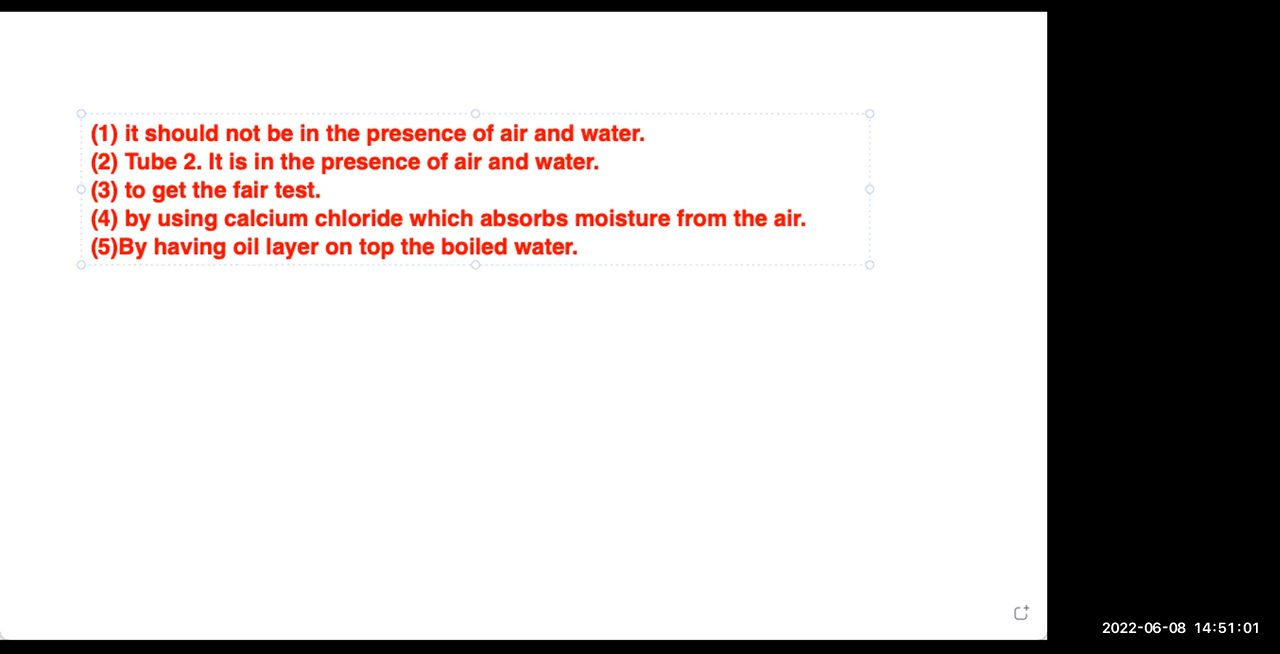 (1) it should not be in the presence of air and water.
(2) Tube 2. It is in the presence of air and water.
(3) to get the fair test.
(4) by using calcium chloride which absorbs moisture from the air.
(5)By having oil layer on top the boiled water.
2022-06-08 14:51:01